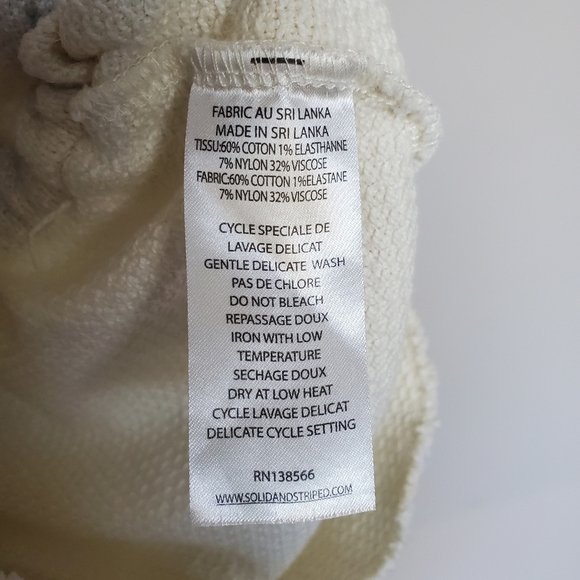 FABRIC AU SRI LANKA
MADE IN SRI LANKA
TISSU:60% COTON 1% ELASTHANNE
7% NYLON 32% VISCOSE
FABRIC:60% COTTON 1%ELASTANE
7% NYLON 32% VISCOSE
CYCLE SPECIALE DE
LAVAGE DELICAT
GENTLE DELICATE WASH
PAS DE CHLORE
DO NOT BLEACH
REPASSAGE DOUX
IRON WITH LOW
TEMPERATURE
SECHAGE DOUX
DRY AT LOW HEAT
CYCLE LAVAGE DELICAT
DELICATE CYCLE SETTING
RN138566
WWW.SOLIDANDSTRIPED.COM